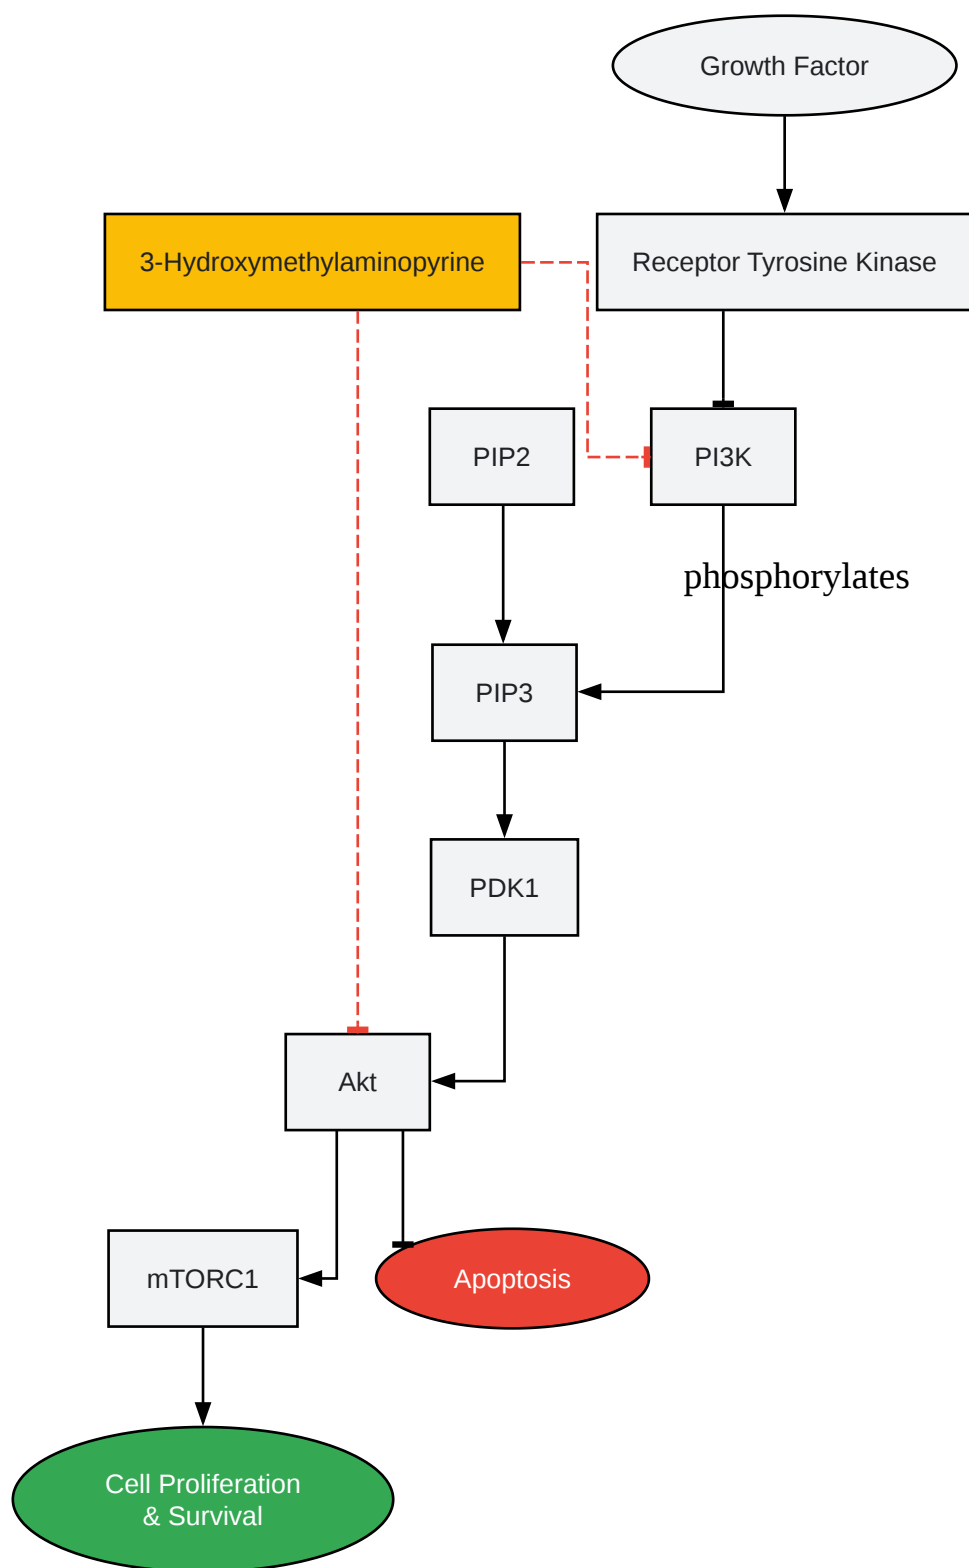 Growth Factor
3-Hydroxymethylaminopyrine
Receptor Tyrosine Kinase
PIP2
PI3K
phosphorylates
PIP3
PDK1
Akt
mTORC1
Apoptosis
Cell Proliferation
& Survival